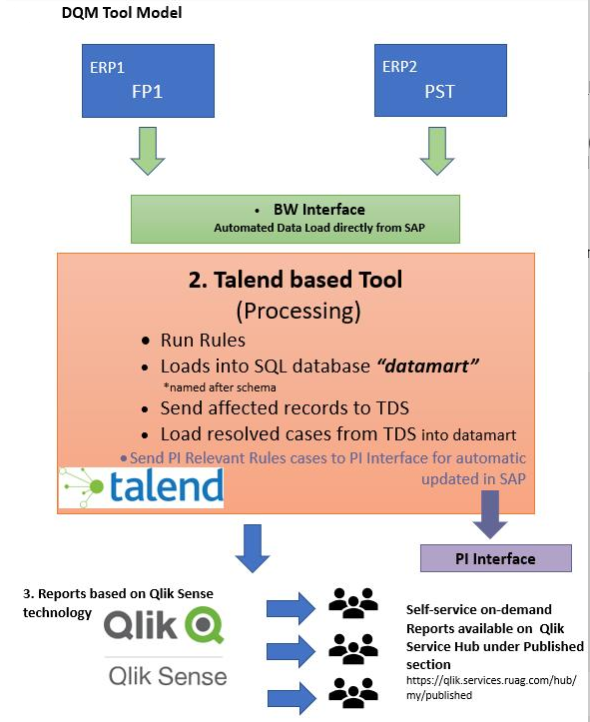 DQM Tool Model
ERP1
FP1
ERP2
PST
• BW Interface
Automated Data Load directly from SAP
2. Talend based Tool
(Processing)
• Run Rules
• Loads into SQL database “datamart”
*named after schema
• Send affected records to TDS
• Load resolved cases from TDS into datamart
• Send PI Relevant Rules cases to PI Interface for automatic
updated in SAP
talend
PI Interface
3. Reports based on Qlik Sense
technology
Qlik
Qlik Sense
Self-service on-demand
Reports available on Qlik
Service Hub under Published
section
https://qlik.services.ruag.com/hub/
my/published